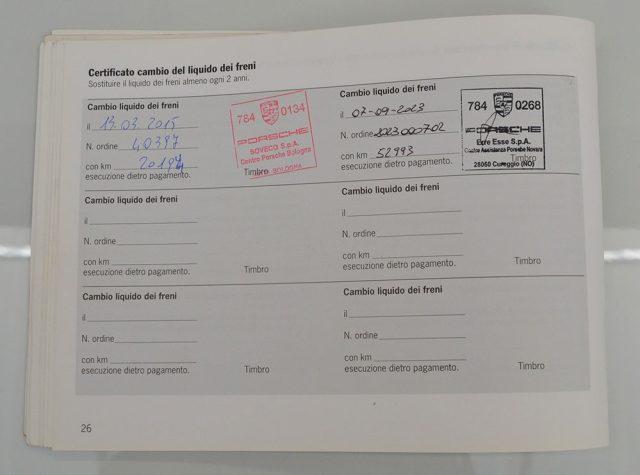 Certificato cambio del liquido dei freni
Sostituire il liquido dei freni almeno ogni 2 anni.
Cambio liquido dei freni
il 13.03.2015
N. ordine 40397
con km 20184
esecuzione dietro pagamento.
784 0134
PORSCHE
SOVECO S.p.A.
Centro Porsche Bologna
Timbro BOLOGNA
Cambio liquido dei freni
il 07-09-2023
N. ordine 2023000702
con km 52993
esecuzione dietro pagamento.
784 0268
PORSCHE
Erre Esse S.p.A.
Centro Assistenza Porsche Novara
Timbro
28060 Cureggio (NO)
Cambio liquido dei freni
il
N. ordine
con km
esecuzione dietro pagamento.
Timbro
Cambio liquido dei freni
il
N. ordine
con km
esecuzione dietro pagamento.
Timbro
Cambio liquido dei freni
il
N. ordine
con km
esecuzione dietro pagamento.
Timbro
Cambio liquido dei freni
il
N. ordine
con km
esecuzione dietro pagamento.
Timbro
26